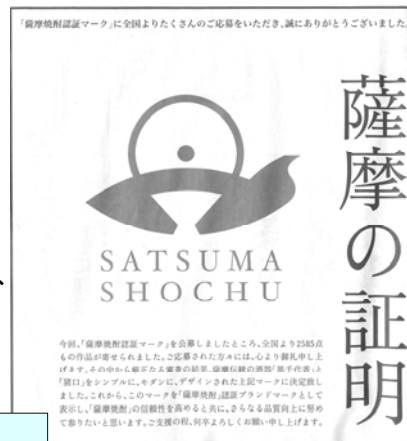 「薩摩焼酎認証マーク」に全国よりたくさんのご応募をいただき、誠にありがとうございました。
薩摩の証明
SATSUMA
SHOCHU
今回、「薩摩焼酎認証マーク」を公募しましたところ、全国より2585点
もの作品が寄せられました。ご応募された方々には、心より御礼申し上
げます。その中から厳正なる審査の結果、薩摩伝統の酒器「黒千代香」と
「猪口」をシンプルに、モダンに、デザインされた上記マークに決定致し
ました。これから、このマークを「薩摩焼酎」認証ブランドマークとして
表示し、「薩摩焼酎」の信頼性を高めると共に、さらなる品質向上に努め
て参りたいと思います。ご支援の程、何卒よろしくお願い申し上げます。